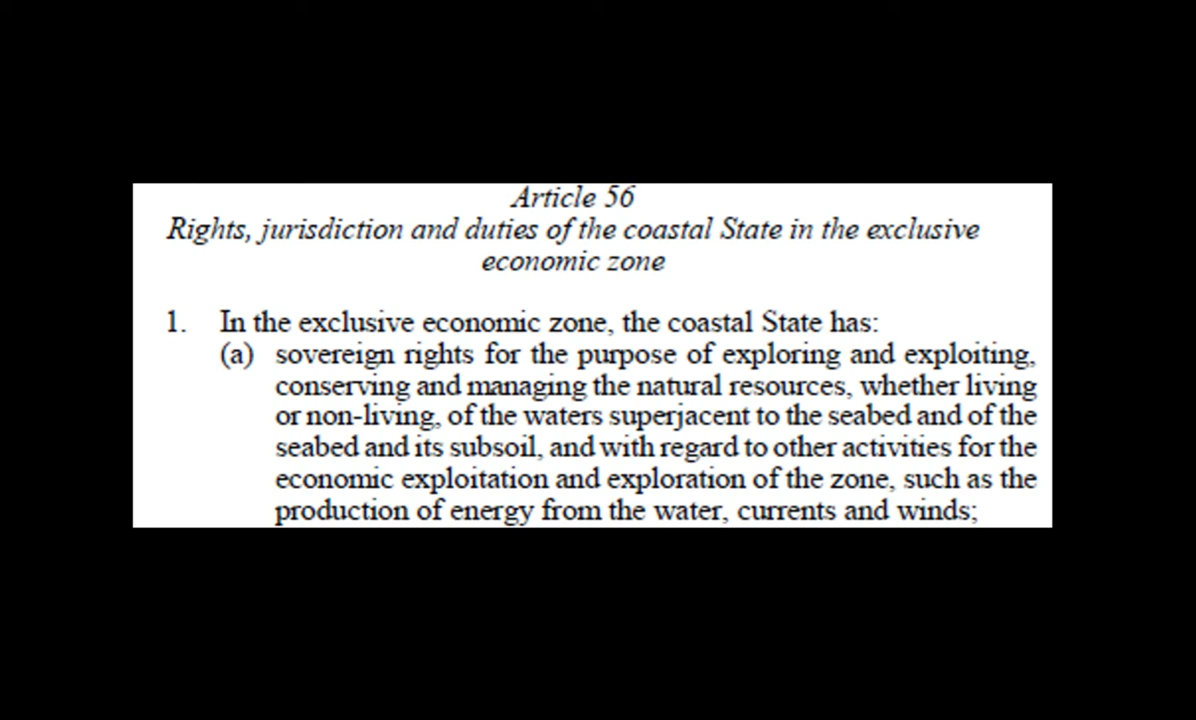 Article 56
Rights, jurisdiction and duties of the coastal State in the exclusive
economic zone
1. In the exclusive economic zone, the coastal State has:
(a) sovereign rights for the purpose of exploring and exploiting,
conserving and managing the natural resources, whether living
or non-living, of the waters superjacent to the seabed and of the
seabed and its subsoil, and with regard to other activities for the
economic exploitation and exploration of the zone, such as the
production of energy from the water, currents and winds;